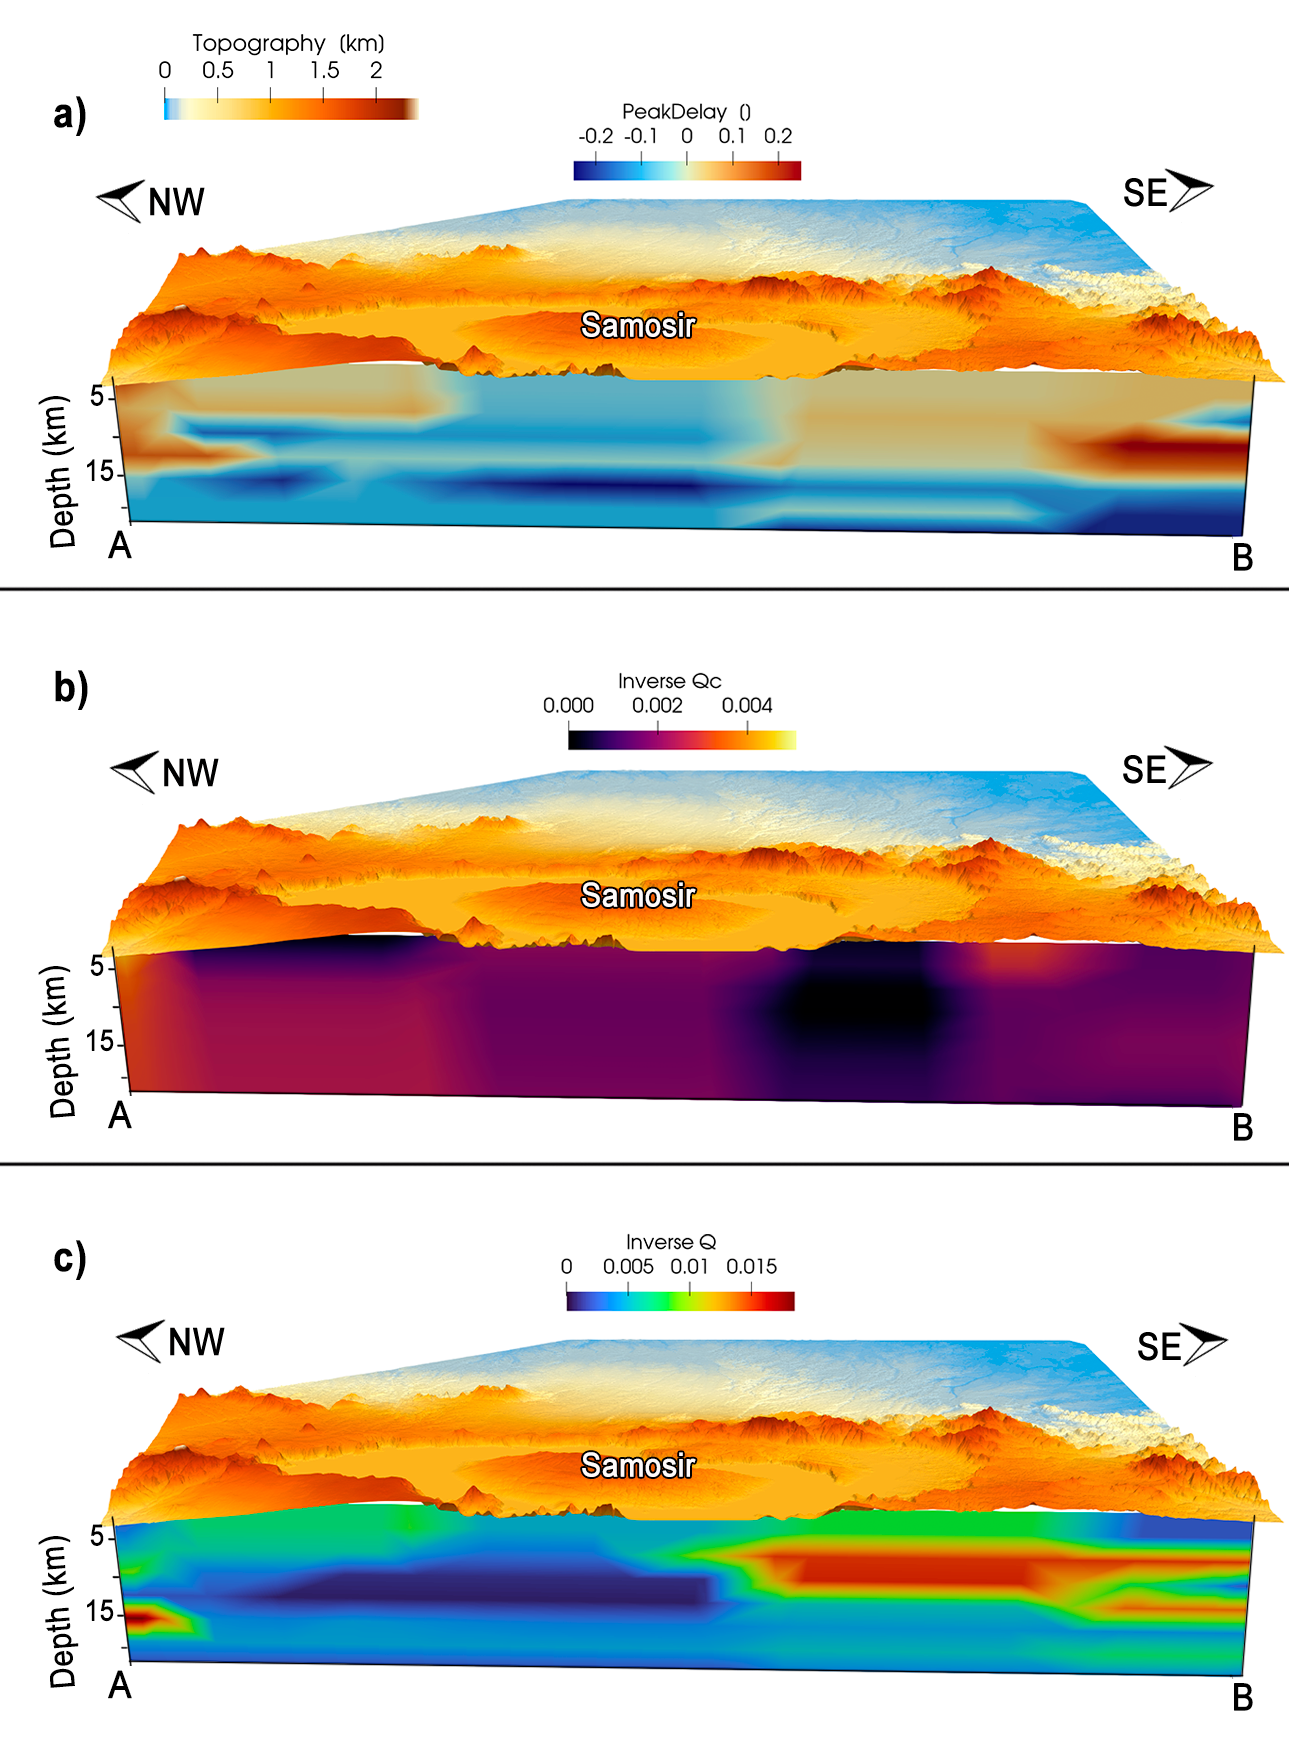 Topography (km)
0 0.5 1 1.5 2
a)
PeakDelay ()
-0.2 -0.1 0 0.1 0.2
NW
SE
Samosir
5
15
Depth (km)
A
B
b)
Inverse Qc
0.000 0.002 0.004
NW
SE
Samosir
5
15
Depth (km)
A
B
c)
Inverse Q
0 0.005 0.01 0.015
NW
SE
Samosir
5
15
Depth (km)
A
B